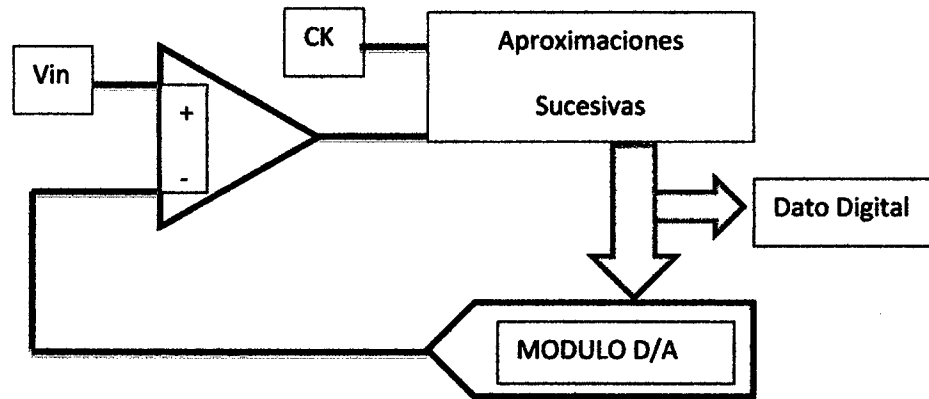 CK
Aproximaciones
Sucesivas
Vin
+
-
Dato Digital
MODULO D/A